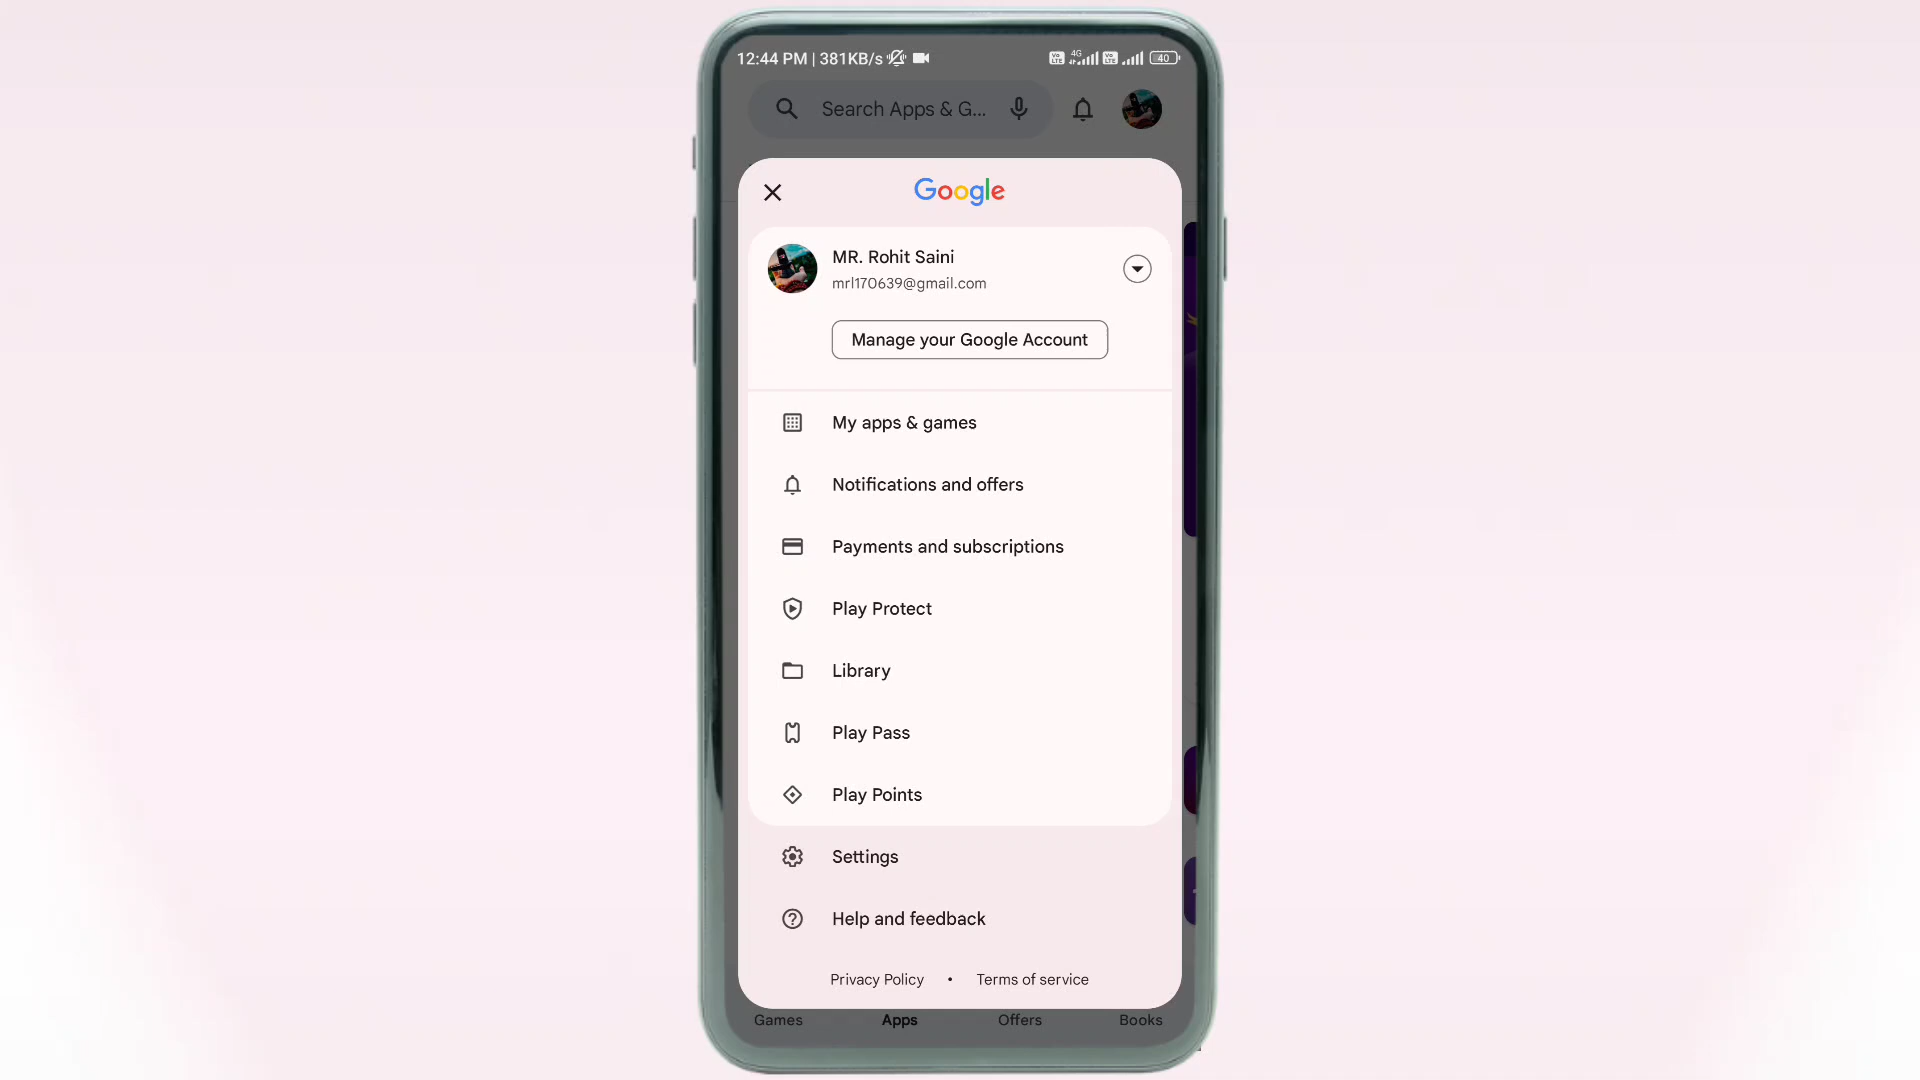 12:44 PM | 381KB/s
4G
40
Search Apps & G...
Google
MR. Rohit Saini
mrl170639@gmail.com
Manage your Google Account
My apps & games
Notifications and offers
Payments and subscriptions
Play Protect
Library
Play Pass
Play Points
Settings
Help and feedback
Privacy Policy • Terms of service
Games Apps Offers Books